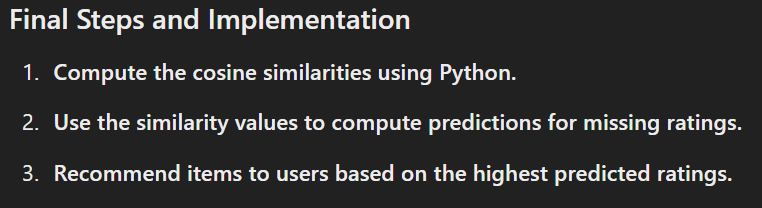 Final Steps and Implementation
1. Compute the cosine similarities using Python.
2. Use the similarity values to compute predictions for missing ratings.
3. Recommend items to users based on the highest predicted ratings.